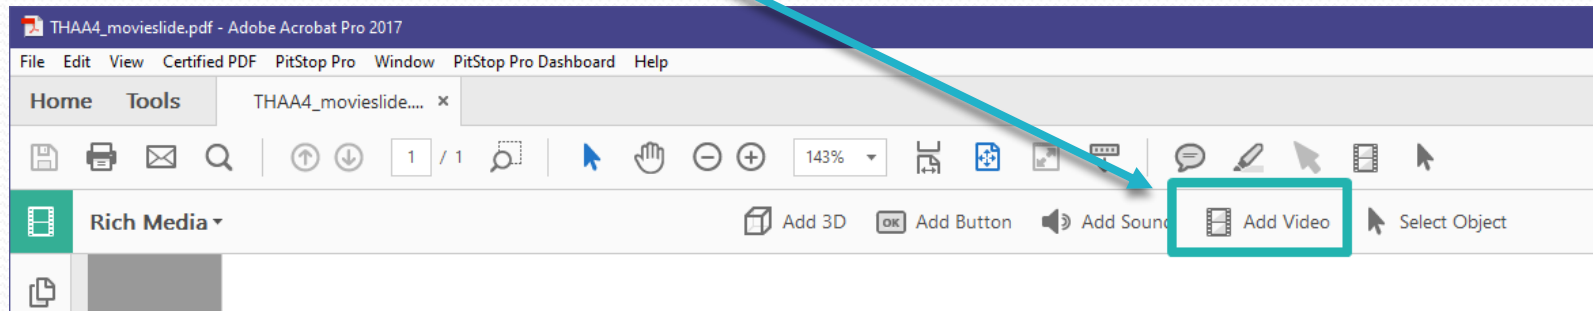 THAA4_movieslide.pdf - Adobe Acrobat Pro 2017
File Edit View Certified PDF PitStop Pro Window PitStop Pro Dashboard Help
Home Tools THAA4_movieslide.... ×
1 / 1 143%
Rich Media Add 3D OK Add Button Add Sound Add Video Select Object